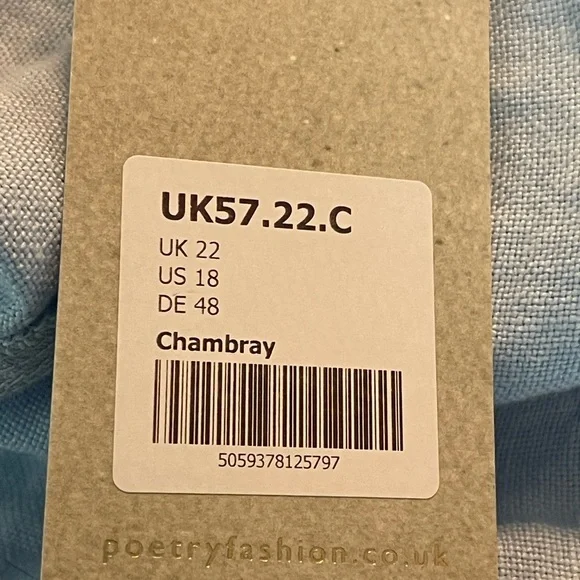 UK57.22.C
UK 22
US 18
DE 48
Chambray
5059378125797
poetryfashion.co.uk